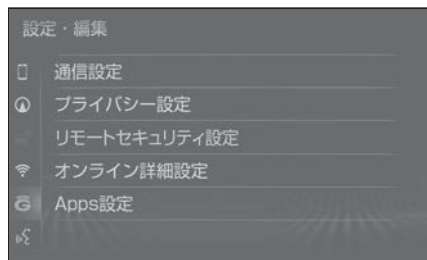 設定・編集
通信設定
プライバシー設定
リモートセキュリティ設定
オンライン詳細設定
Apps設定